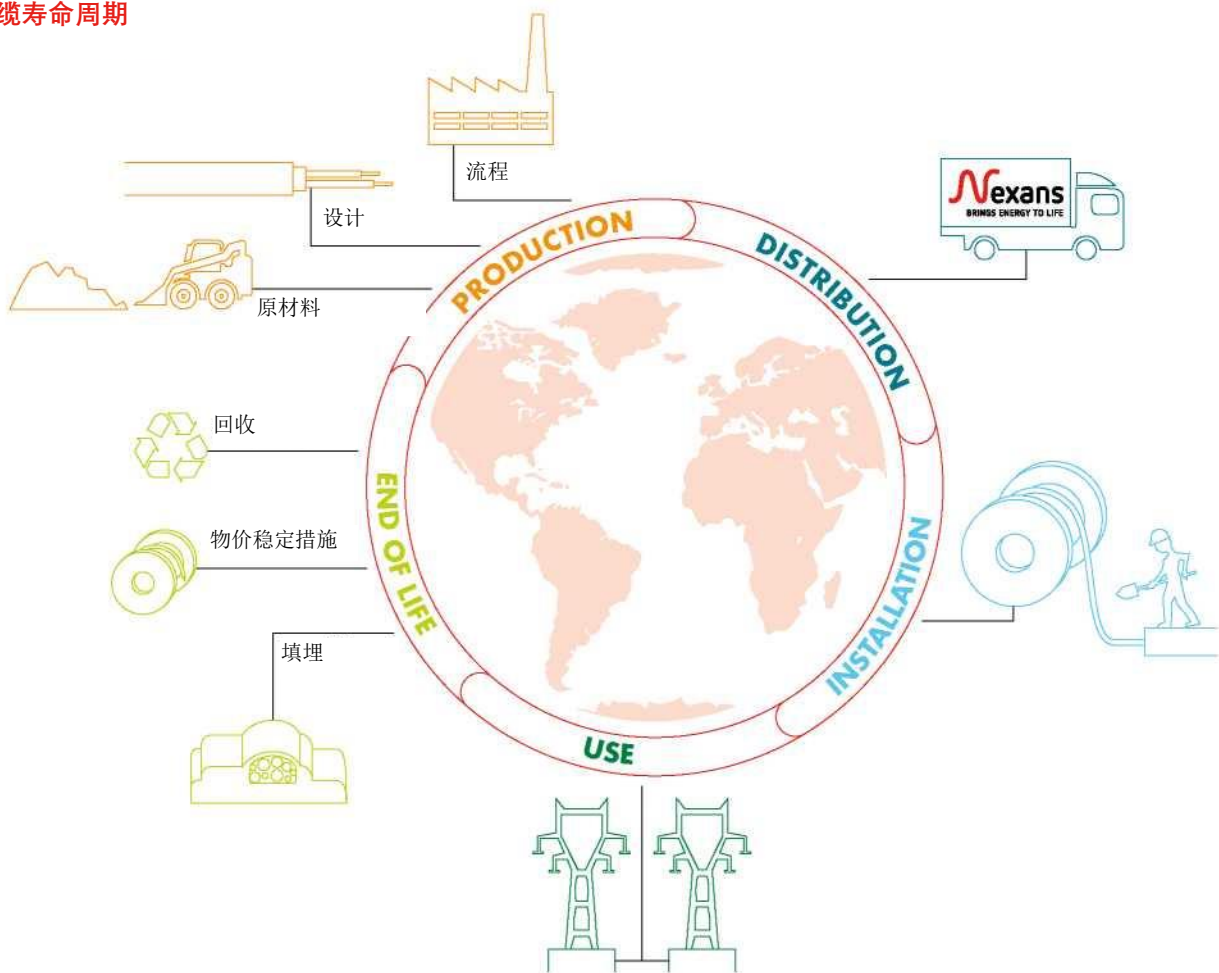 缆寿命周期
流程
设计
原材料
PRODUCTION
DISTRIBUTION
Nexans
BRINGS ENERGY TO LIFE
回收
物价稳定措施
END OF LIFE
填埋
INSTALLATION
USE